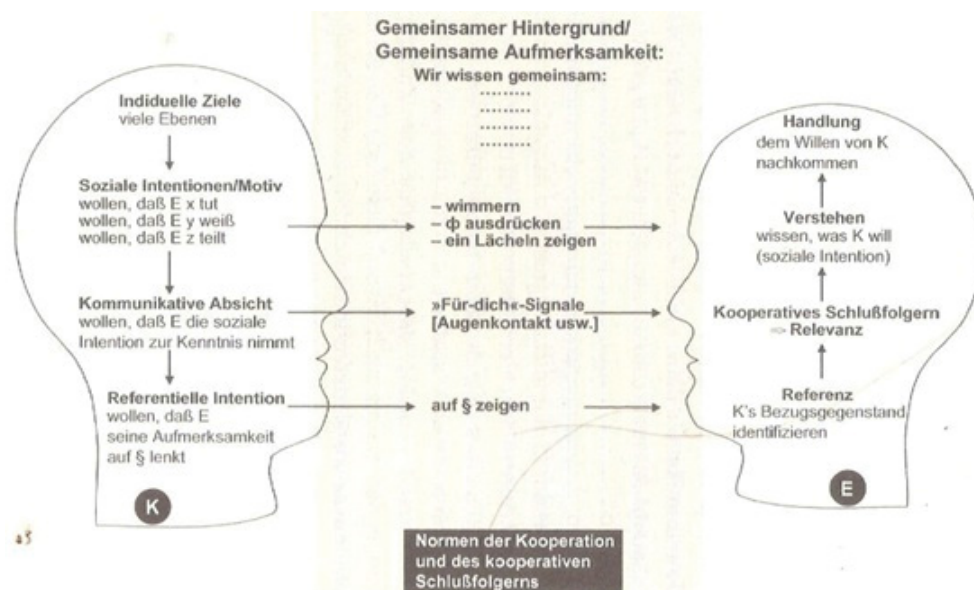 Gemeinsamer Hintergrund/
Gemeinsame Aufmerksamkeit:
Wir wissen gemeinsam:
.........
.........
.........
.........
Indiduelle Ziele
viele Ebenen
Soziale Intentionen/Motiv
wollen, daß E x tut
wollen, daß E y weiß
wollen, daß E z teilt
Kommunikative Absicht
wollen, daß E die soziale
Intention zur Kenntnis nimmt
Referentielle Intention
wollen, daß E
seine Aufmerksamkeit
auf § lenkt
K
– wimmern
– ф ausdrücken
– ein Lächeln zeigen
»Für-dich«-Signale
[Augenkontakt usw.]
auf § zeigen
Handlung
dem Willen von K
nachkommen
Verstehen
wissen, was K will
(soziale Intention)
Kooperatives Schlußfolgern
⇒ Relevanz
Referenz
K's Bezugsgegenstand
identifizieren
E
Normen der Kooperation
und des kooperativen
Schlußfolgerns